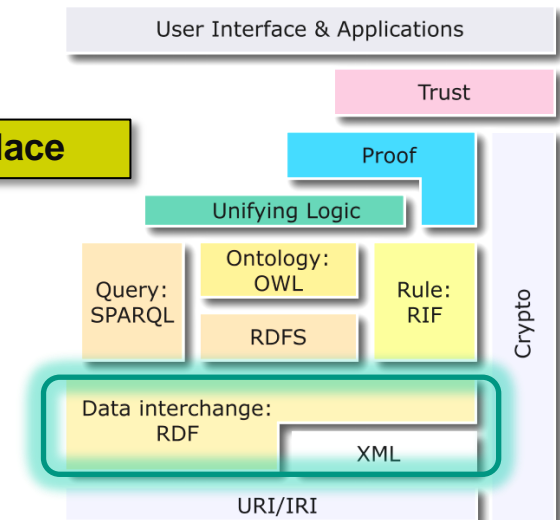 User Interface & Applications
Trust
lace
Proof
Unifying Logic
Query:
SPARQL
Ontology:
OWL
RDFS
Rule:
RIF
Crypto
Data interchange:
RDF
XML
URI/IRI